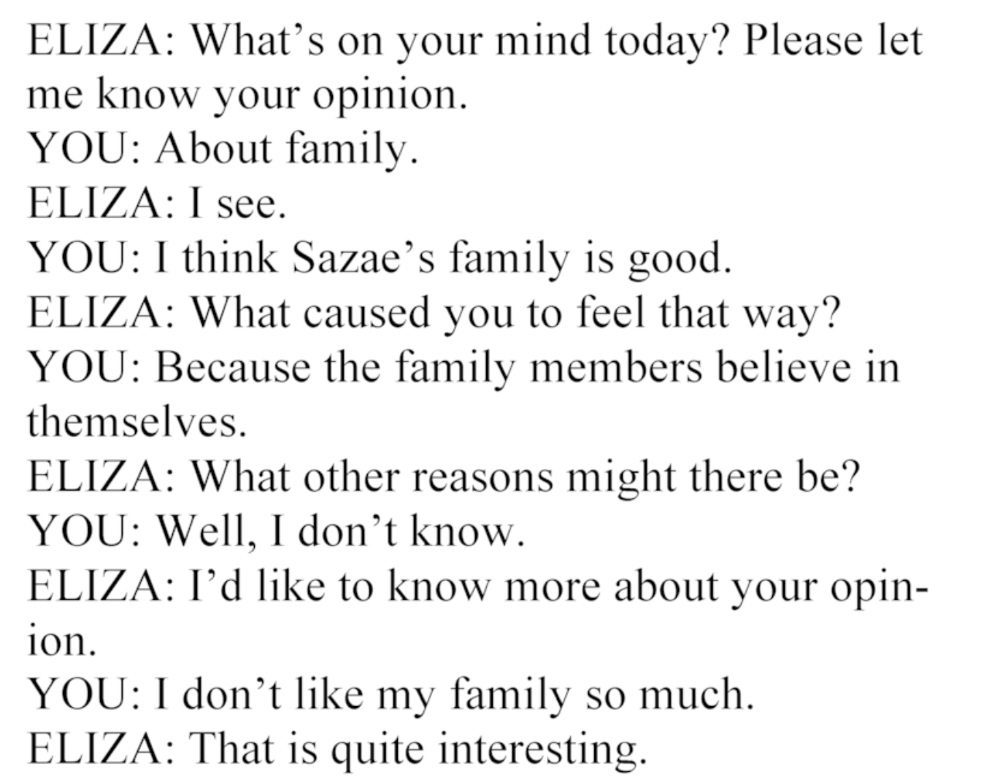 ELIZA: What’s on your mind today? Please let
me know your opinion.
YOU: About family.
ELIZA: I see.
YOU: I think Sazae’s family is good.
ELIZA: What caused you to feel that way?
YOU: Because the family members believe in
themselves.
ELIZA: What other reasons might there be?
YOU: Well, I don’t know.
ELIZA: I’d like to know more about your opin-
ion.
YOU: I don’t like my family so much.
ELIZA: That is quite interesting.